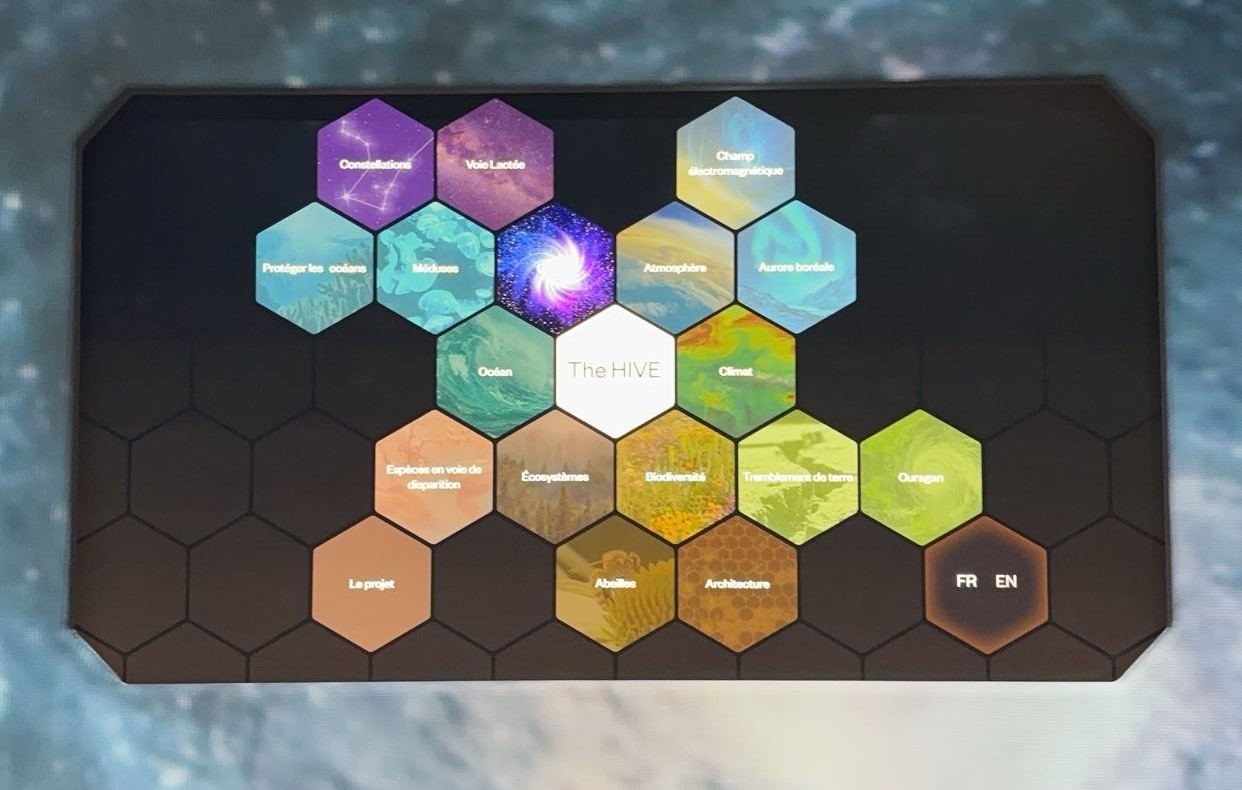 Constellations
Voie Lactée
Champ
électromagnétique
Protéger les océans
Méduses
Atmosphère
Aurore boréale
Océan
The HIVE
Climat
Espèces en voie de
disparition
Écosystèmes
Biodiversité
Tremblement de terre
Ouragan
Le projet
Abeilles
Architecture
FR EN